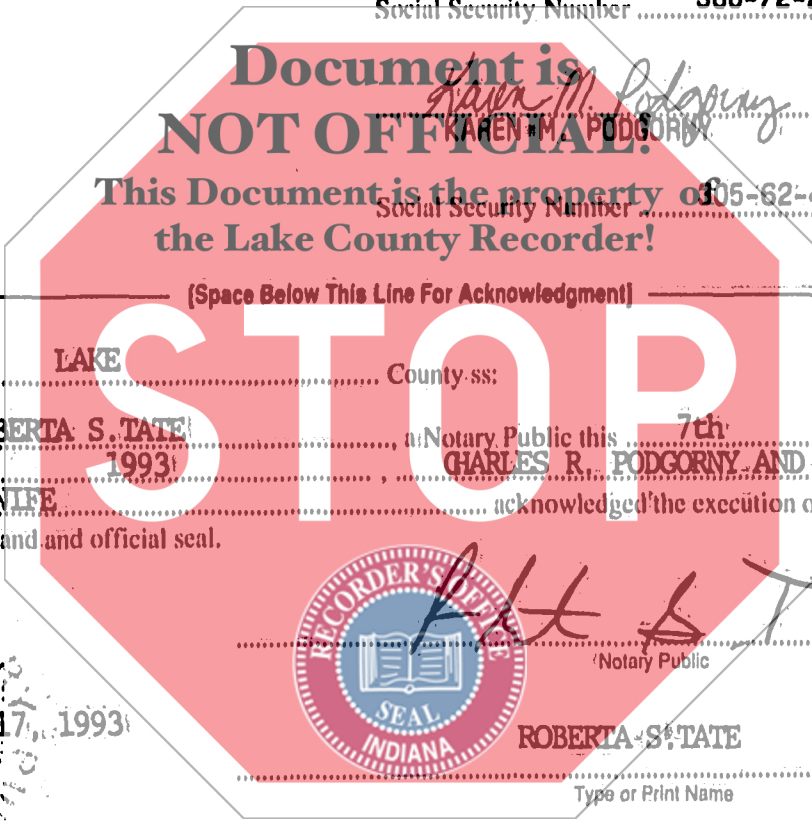 Social Security Number
Document is
Karen M. Podgorny
NOT OFFICIAL!
KAREN M. PODGORNY
This Document is the property of
Social Security Number 305-62-
the Lake County Recorder!
[Space Below This Line For Acknowledgment]
STOP
LAKE County ss:
BERTA S. TATE , a Notary Public this 7th
1993 , CHARLES R. PODGORNY AND
WIFE acknowledged the execution o
and and official seal.
RECORDER'S OFFICE
SEAL
INDIANA
Notary Public
17, 1993
ROBERTA S. TATE
Type or Print Name